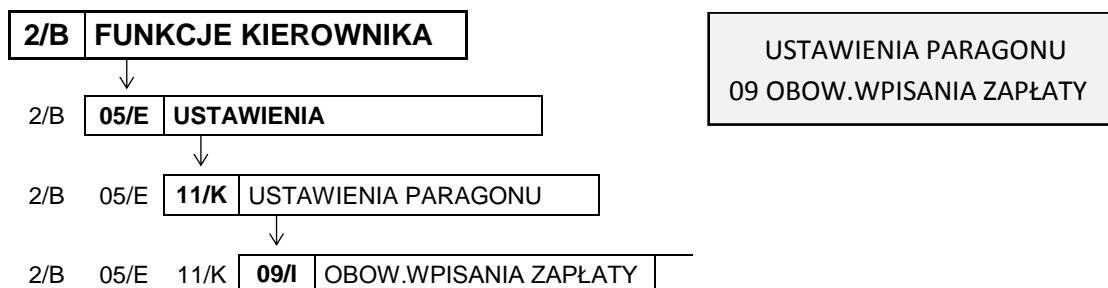 2/B FUNKCJE KIEROWNIKA
USTAWIENIA PARAGONU
09 OBOW.WPISANIA ZAPŁATY
2/B 05/E USTAWIENIA
2/B 05/E 11/K USTAWIENIA PARAGONU
2/B 05/E 11/K 09/I OBOW.WPISANIA ZAPŁATY